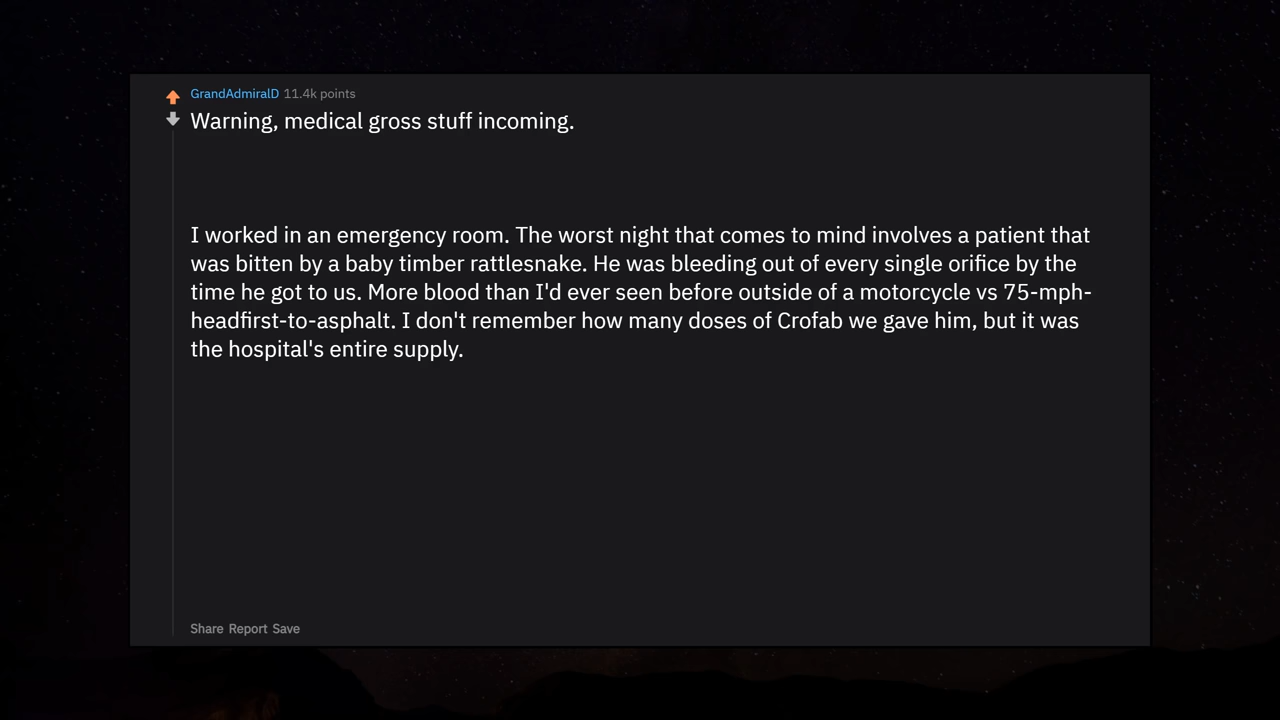 GrandAdmiralD 11.4k points
Warning, medical gross stuff incoming.
I worked in an emergency room. The worst night that comes to mind involves a patient that
was bitten by a baby timber rattlesnake. He was bleeding out of every single orifice by the
time he got to us. More blood than I'd ever seen before outside of a motorcycle vs 75-mph-
headfirst-to-asphalt. I don't remember how many doses of Crofab we gave him, but it was
the hospital's entire supply.
Share Report Save